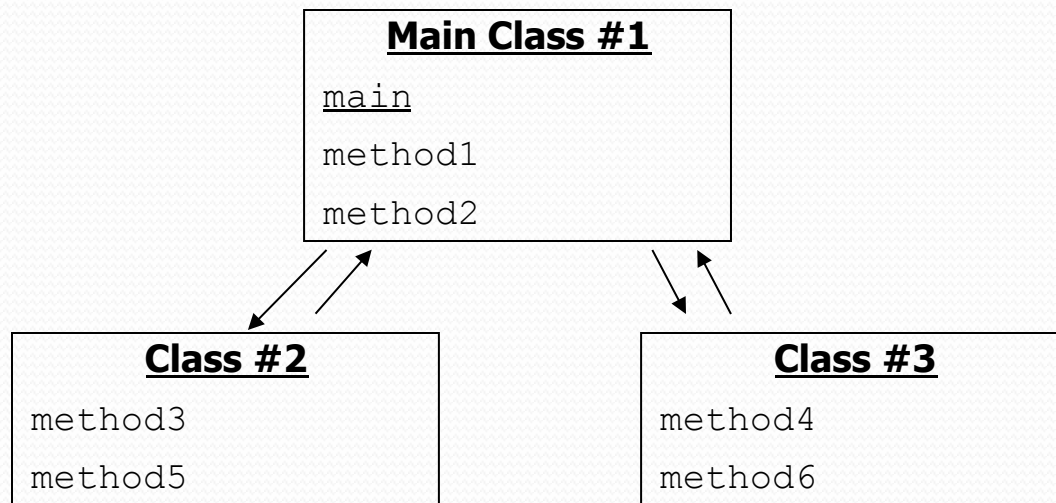 Main Class #1
main
method1
method2
Class #2
method3
method5
Class #3
method4
method6